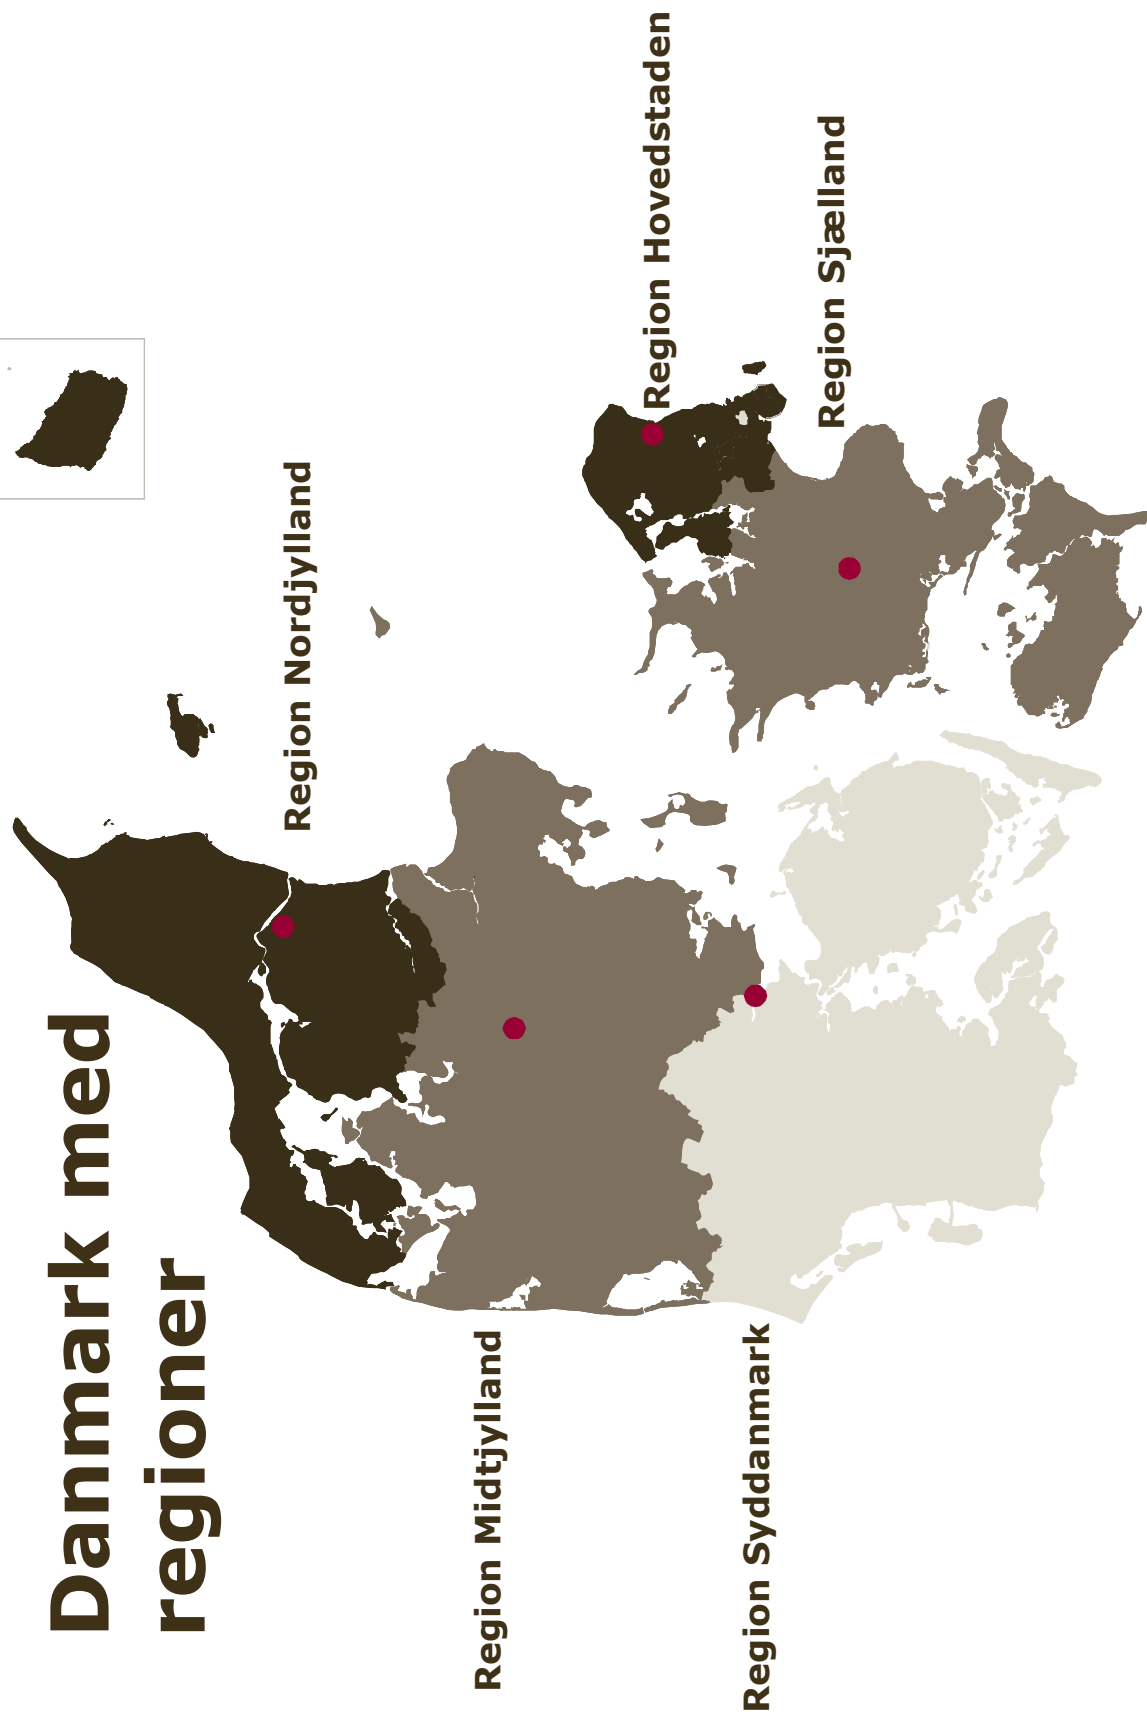 Danmark med
regioner
Region Nordjylland
Region Midtjylland
Region Hovedstaden
Region Syddanmark
Region Sjælland